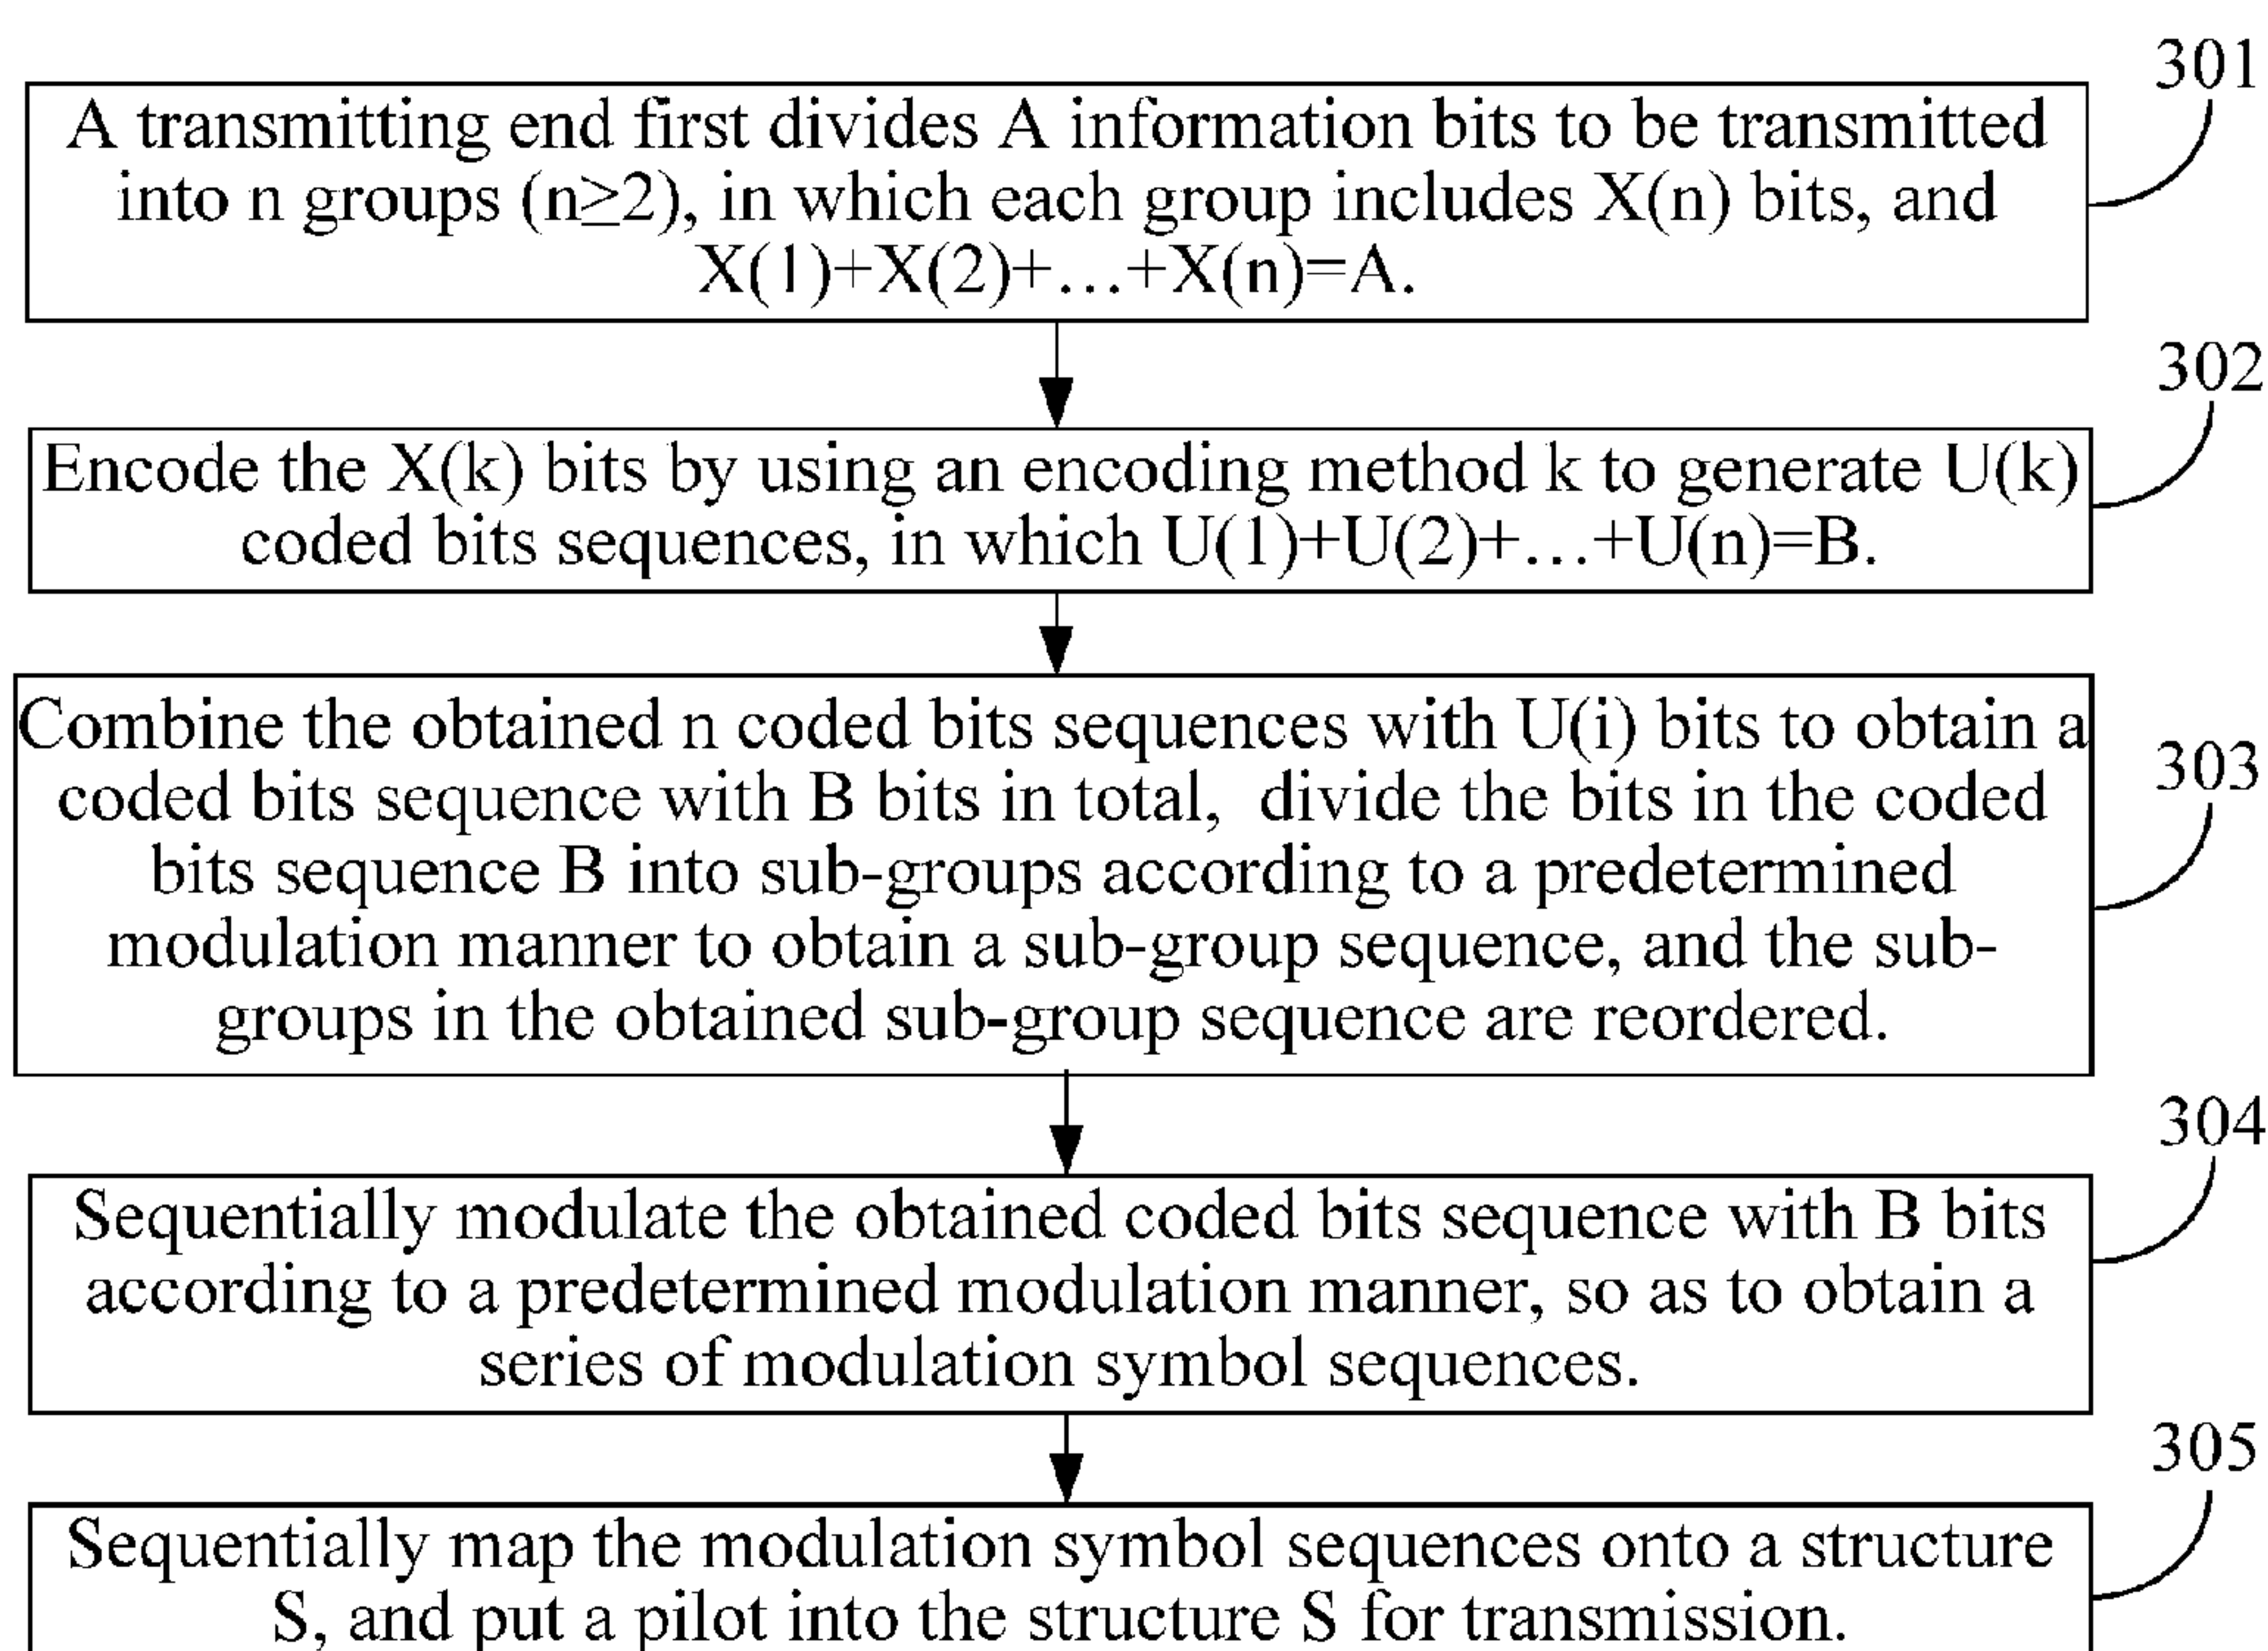 301
A transmitting end first divides A information bits to be transmitted
into n groups (n≥2), in which each group includes X(n) bits, and
X(1)+X(2)+...+X(n)=A.
302
Encode the X(k) bits by using an encoding method k to generate U(k)
coded bits sequences, in which U(1)+U(2)+...+U(n)=B.
Combine the obtained n coded bits sequences with U(i) bits to obtain a
303
coded bits sequence with B bits in total, divide the bits in the coded
bits sequence B into sub-groups according to a predetermined
modulation manner to obtain a sub-group sequence, and the sub-
groups in the obtained sub-group sequence are reordered.
304
Sequentially modulate the obtained coded bits sequence with B bits
according to a predetermined modulation manner, so as to obtain a
series of modulation symbol sequences.
305
Sequentially map the modulation symbol sequences onto a structure
S, and put a pilot into the structure S for transmission.